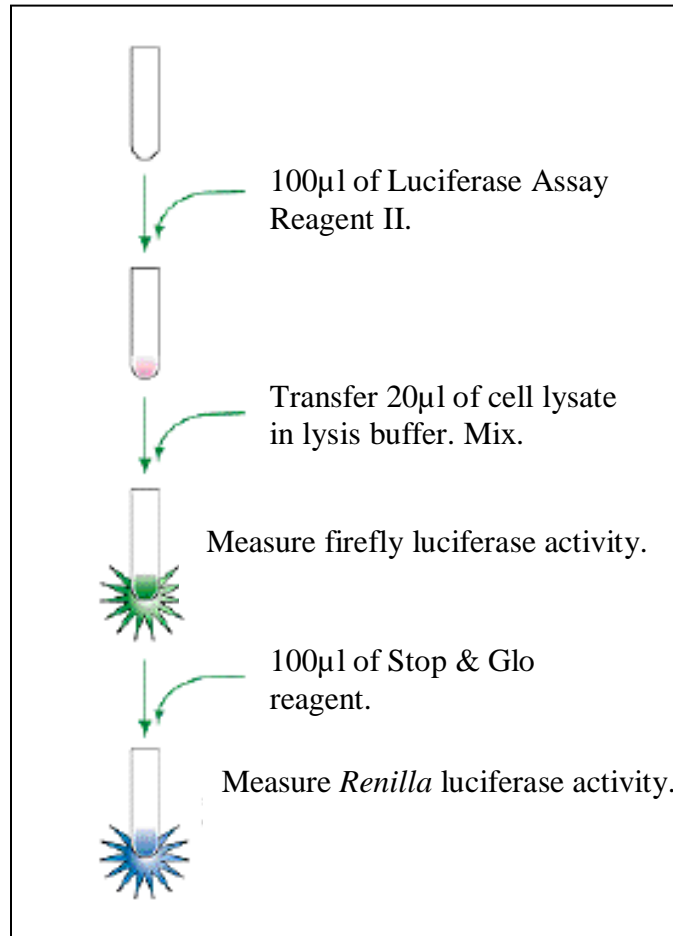 100µl of Luciferase Assay
Reagent II.
Transfer 20µl of cell lysate
in lysis buffer. Mix.
Measure firefly luciferase activity.
100µl of Stop & Glo
reagent.
Measure Renilla luciferase activity.